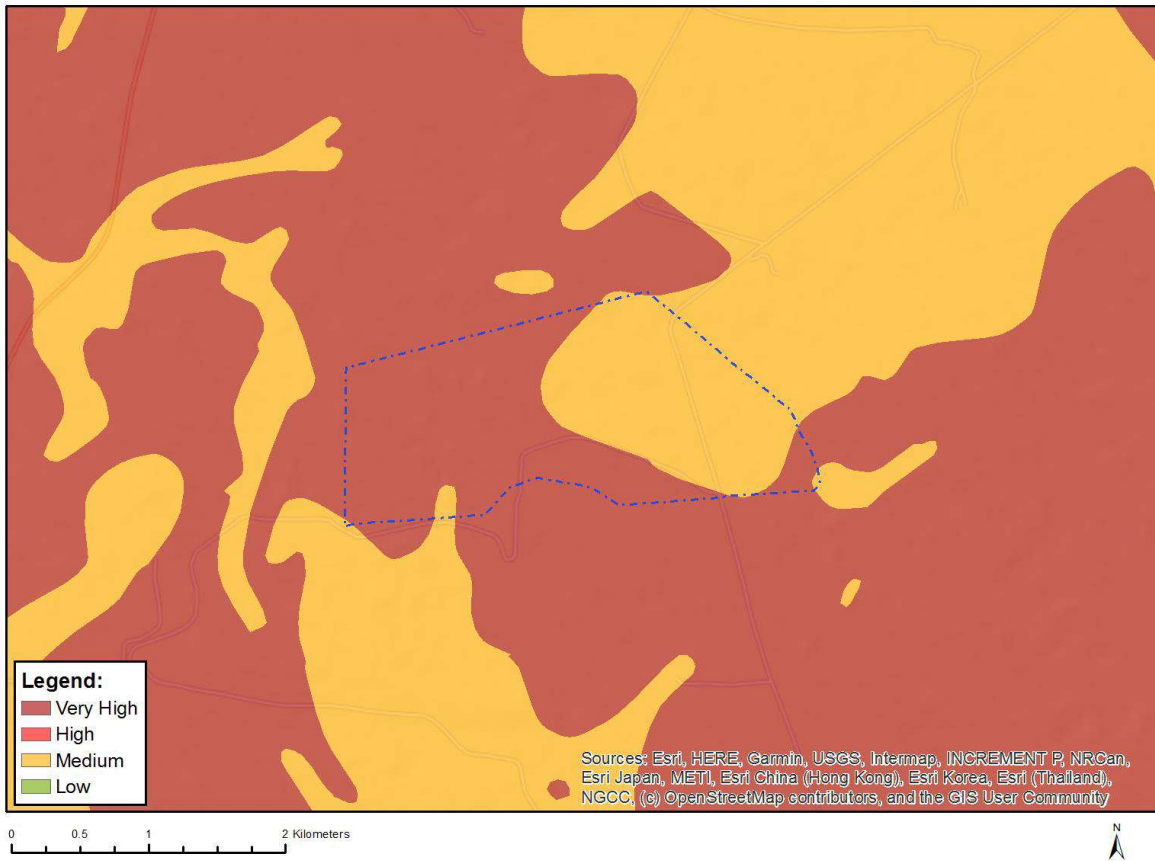 Legend:
Very High
High
Medium
Low
Sources: Esri, HERE, Garmin, USGS, Intermap, INCREMENT P, NRCan,
Esri Japan, METI, Esri China (Hong Kong), Esri Korea, Esri (Thailand),
NGCC, (c) OpenStreetMap contributors, and the GIS User Community
0 0.5 1 2 Kilometers
N